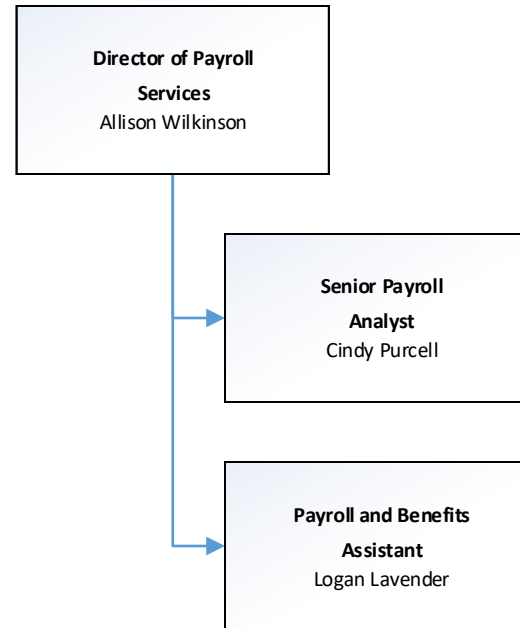 Director of Payroll
Services
Allison Wilkinson
Senior Payroll
Analyst
Cindy Purcell
Payroll and Benefits
Assistant
Logan Lavender